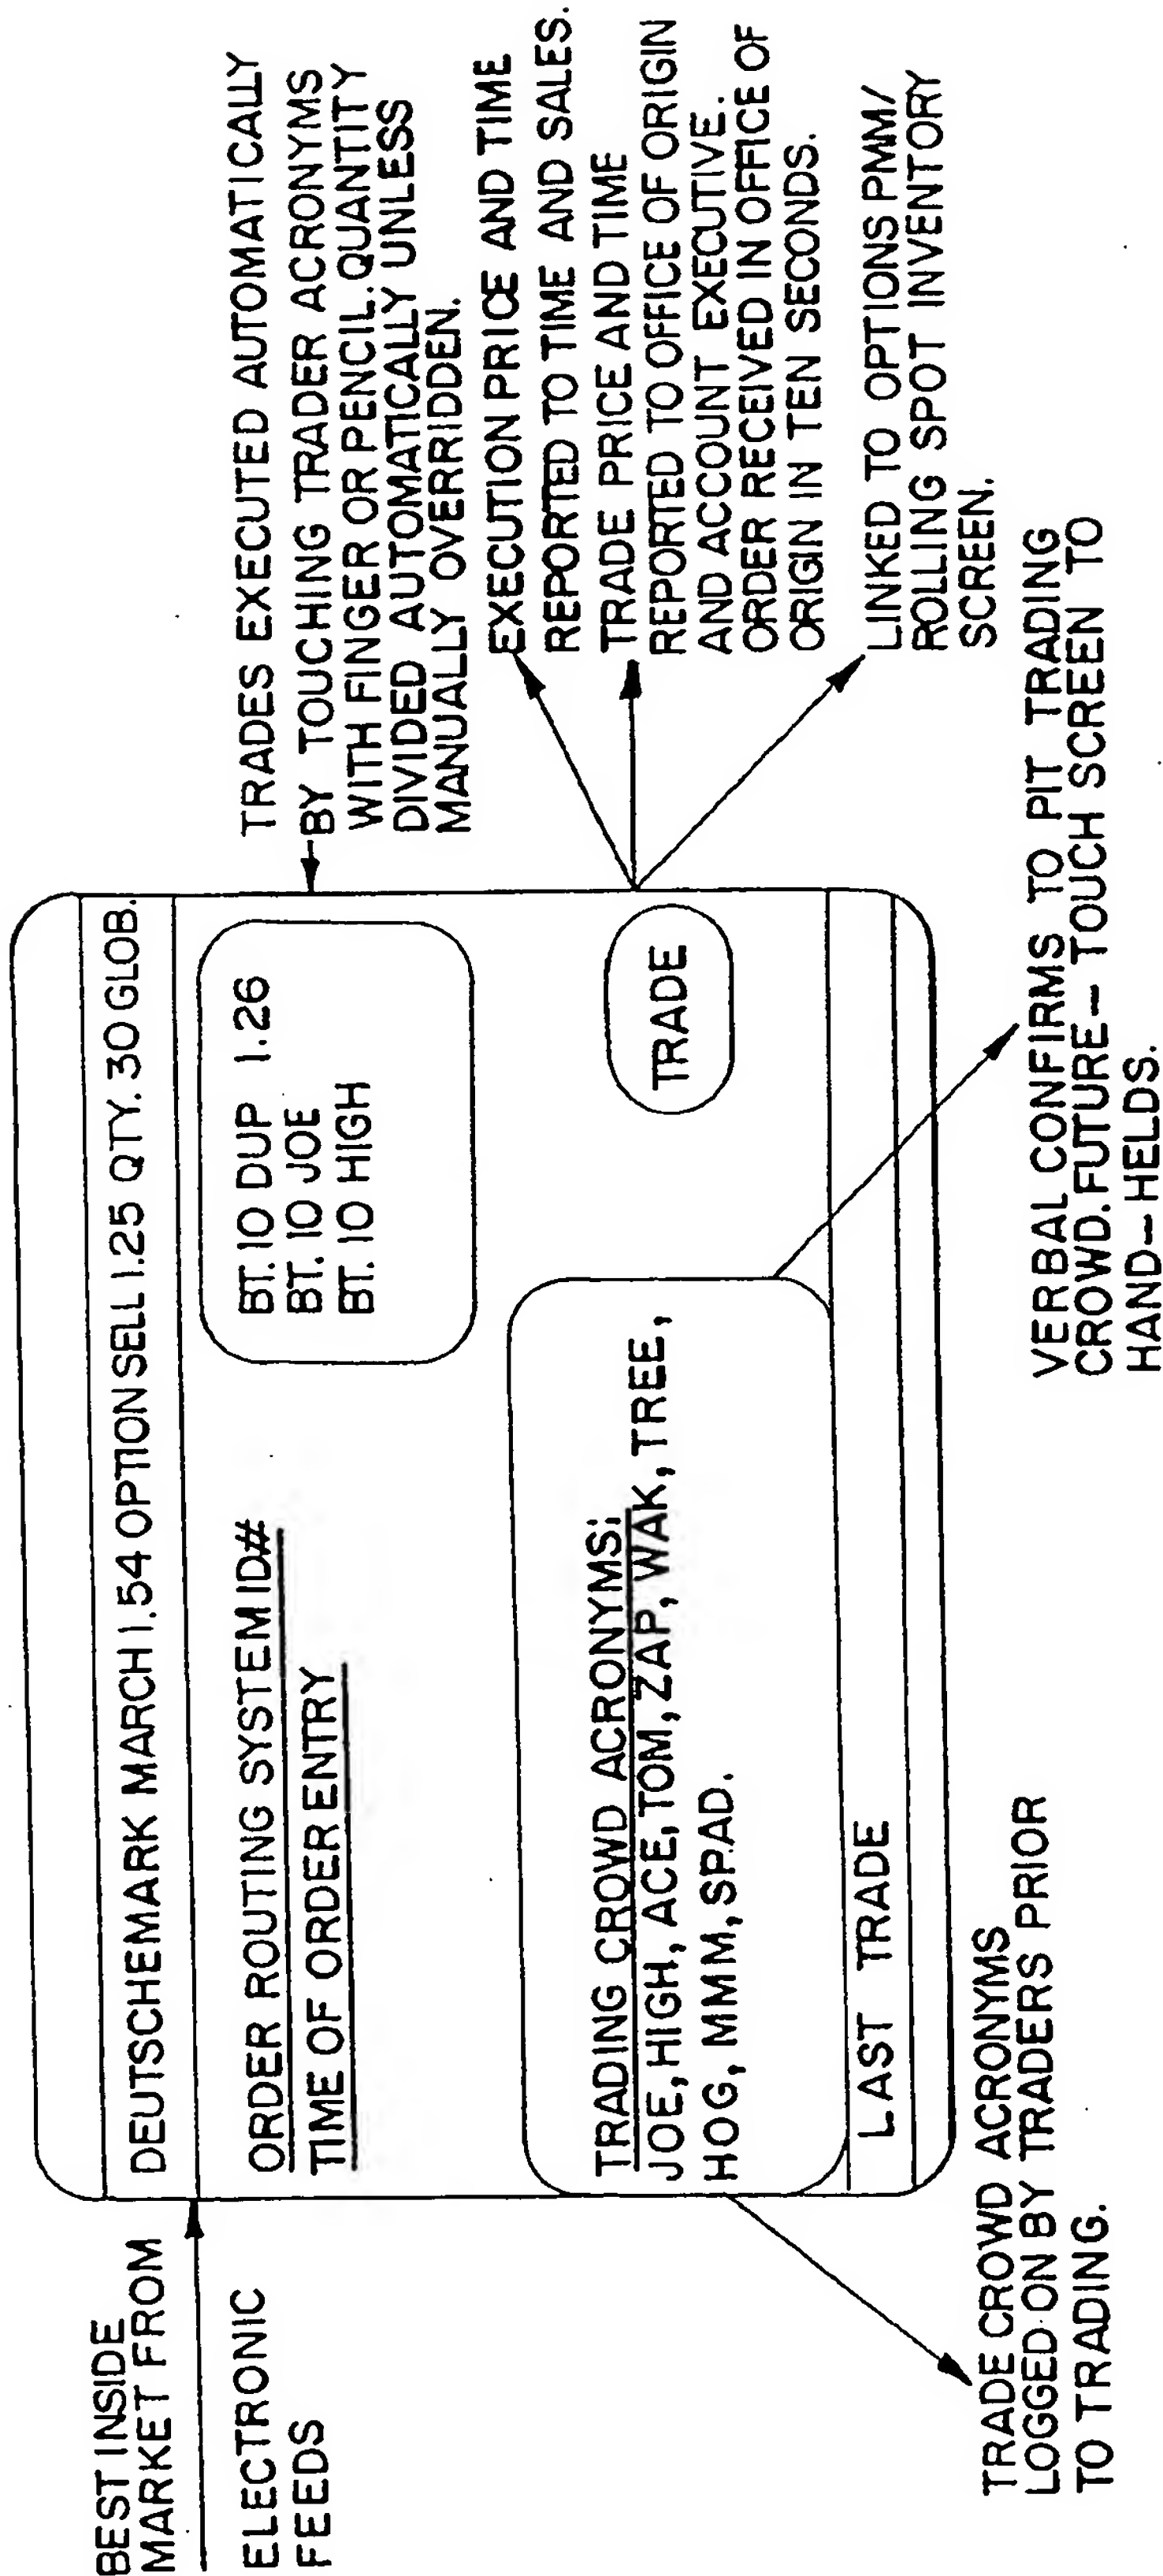 BEST INSIDE
MARKET FROM
ELECTRONIC
FEEDS
DEUTSCHEMARK MARCH 1.54 OPTION SELL 1.25 QTY. 30 GLOB.
ORDER ROUTING SYSTEM ID#
TIME OF ORDER ENTRY
BT. 10 DUP 1.26
BT. 10 JOE
BT. 10 HIGH
TRADING CROWD ACRONYMS:
JOE, HIGH, ACE, TOM, ZAP, WAK, TREE,
HOG, MMM, SPAD.
TRADE
LAST TRADE
TRADES EXECUTED AUTOMATICALLY
BY TOUCHING TRADER ACRONYMS
WITH FINGER OR PENCIL. QUANTITY
DIVIDED AUTOMATICALLY UNLESS
MANUALLY OVERRIDDEN.
EXECUTION PRICE AND TIME
REPORTED TO TIME AND SALES.
TRADE PRICE AND TIME
REPORTED TO OFFICE OF ORIGIN
AND ACCOUNT EXECUTIVE.
ORDER RECEIVED IN OFFICE OF
ORIGIN IN TEN SECONDS.
LINKED TO OPTIONS PMM/
ROLLING SPOT INVENTORY
SCREEN.
TRADE CROWD ACRONYMS
LOGGED ON BY TRADERS PRIOR
TO TRADING.
VERBAL CONFIRMS TO PIT TRADING
CROWD. FUTURE-- TOUCH SCREEN TO
HAND--HELDS.